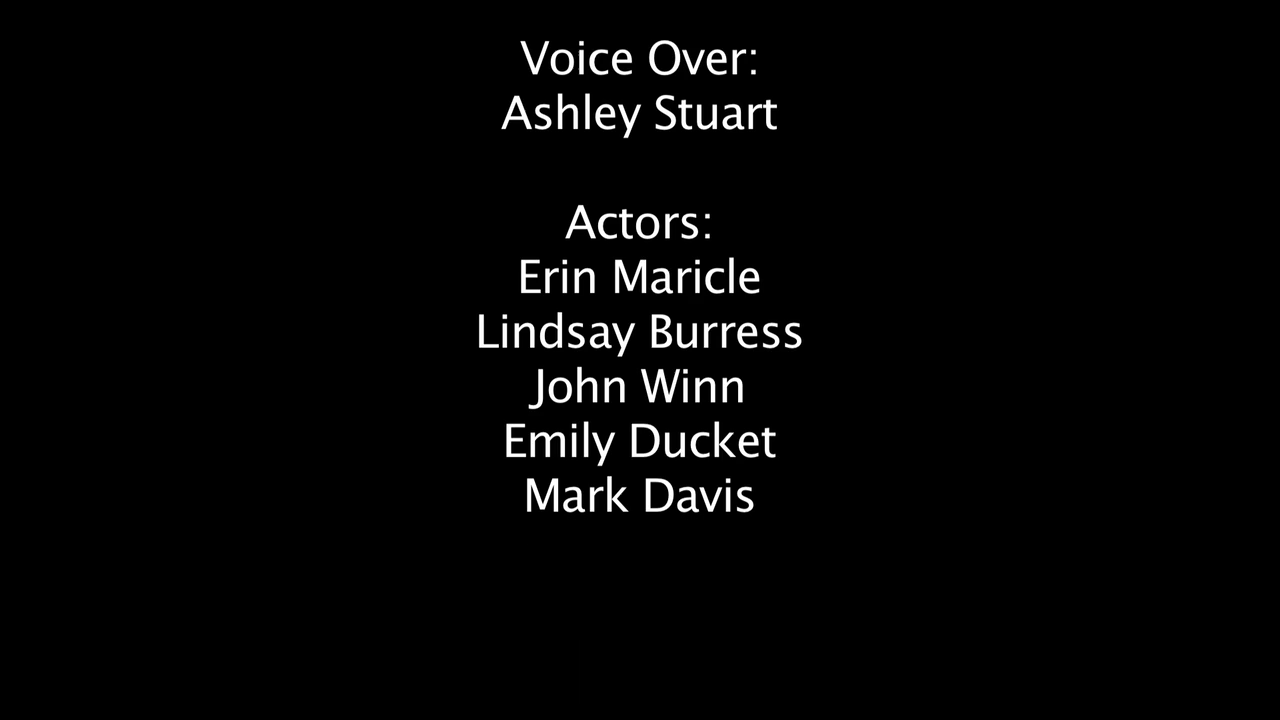 Voice Over:
Ashley Stuart
Actors:
Erin Maricle
Lindsay Burress
John Winn
Emily Ducket
Mark Davis